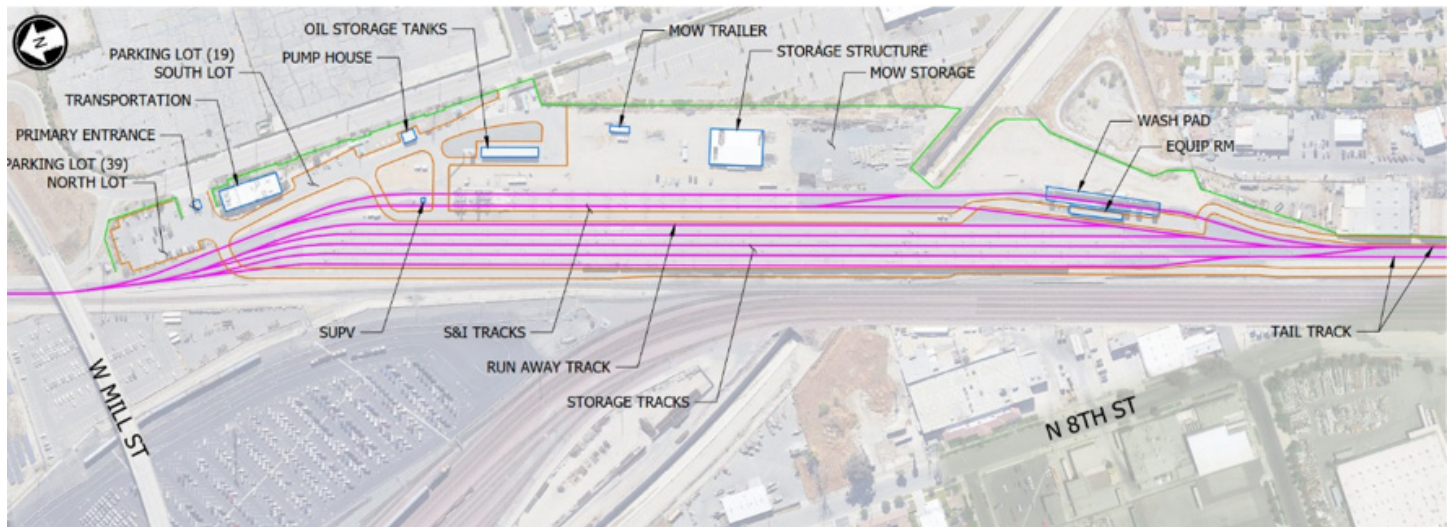 N
OIL STORAGE TANKS
MOW TRAILER
PARKING LOT (19)
SOUTH LOT
PUMP HOUSE
STORAGE STRUCTURE
MOW STORAGE
TRANSPORTATION
PRIMARY ENTRANCE
WASH PAD
EQUIP RM
PARKING LOT (39)
NORTH LOT
SUPV
S&I TRACKS
TAIL TRACK
RUN AWAY TRACK
STORAGE TRACKS
W MILL ST
N 8TH ST